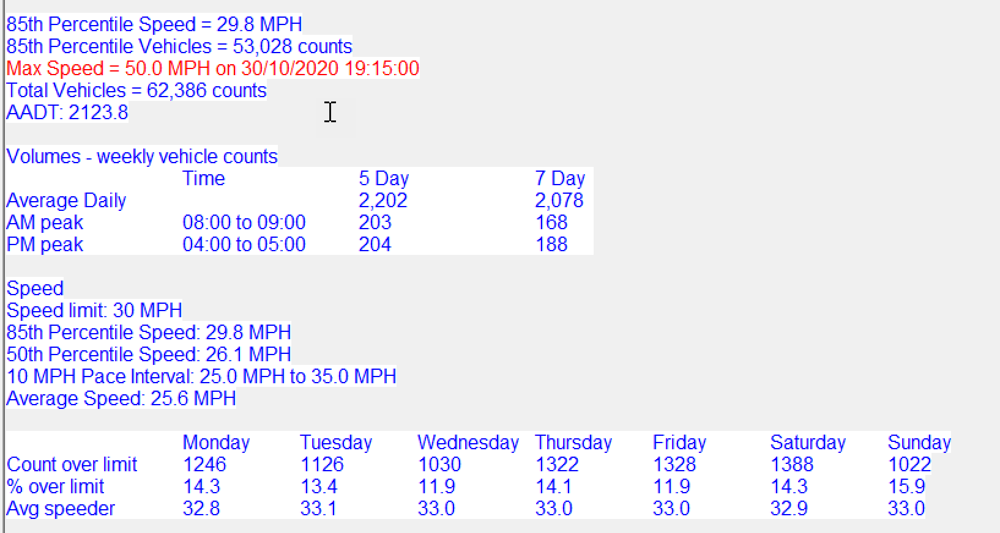 85th Percentile Speed = 29.8 MPH
85th Percentile Vehicles = 53,028 counts
Max Speed = 50.0 MPH on 30/10/2020 19:15:00
Total Vehicles = 62,386 counts
AADT: 2123.8
Volumes - weekly vehicle counts
Time 5 Day 7 Day
Average Daily 2,202 2,078
AM peak 08:00 to 09:00 203 168
PM peak 04:00 to 05:00 204 188
Speed
Speed limit: 30 MPH
85th Percentile Speed: 29.8 MPH
50th Percentile Speed: 26.1 MPH
10 MPH Pace Interval: 25.0 MPH to 35.0 MPH
Average Speed: 25.6 MPH
Monday Tuesday Wednesday Thursday Friday Saturday Sunday
Count over limit 1246 1126 1030 1322 1328 1388 1022
% over limit 14.3 13.4 11.9 14.1 11.9 14.3 15.9
Avg speeder 32.8 33.1 33.0 33.0 33.0 32.9 33.0